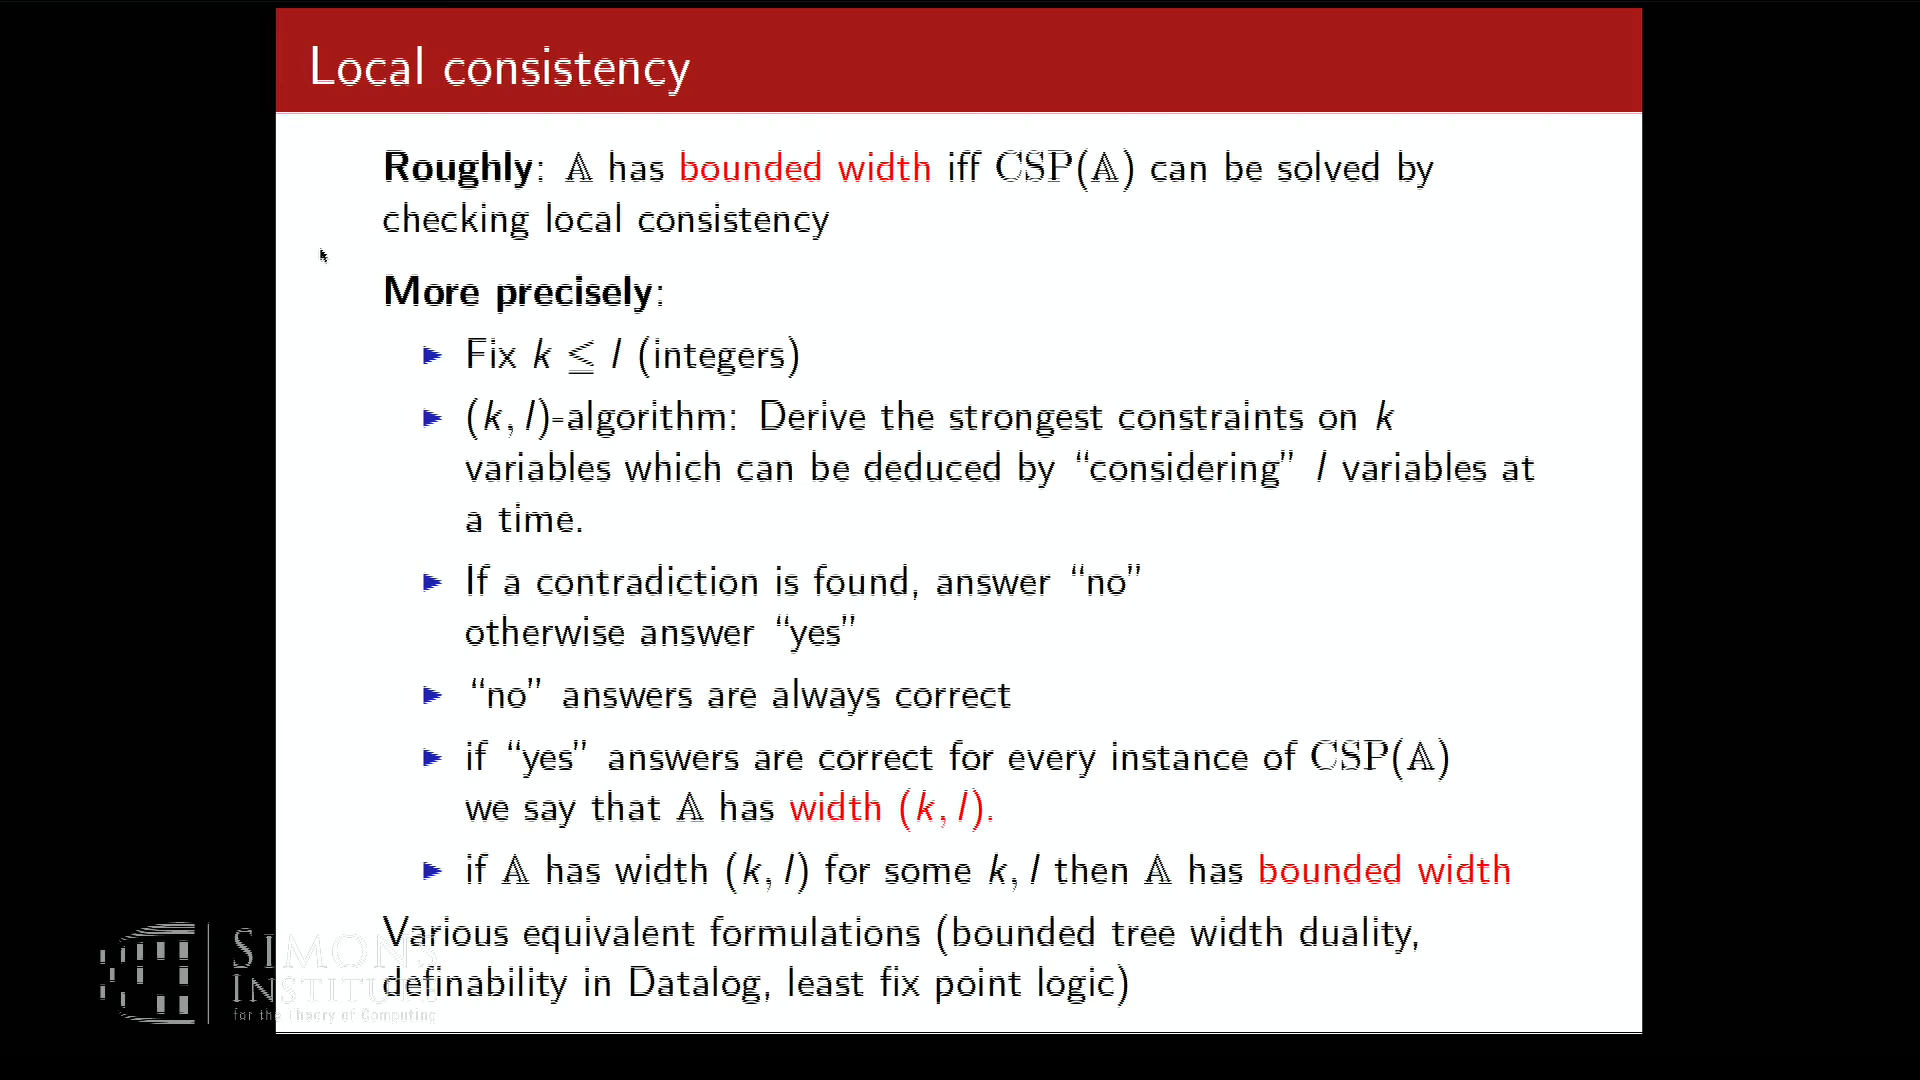 Local consistency
Roughly: 𝔸 has bounded width iff CSP(𝔸) can be solved by
checking local consistency
More precisely:
▶ Fix k ≤ l (integers)
▶ (k, l)-algorithm: Derive the strongest constraints on k
variables which can be deduced by “considering” l variables at
a time.
▶ If a contradiction is found, answer “no”
otherwise answer “yes”
▶ “no” answers are always correct
▶ if “yes” answers are correct for every instance of CSP(𝔸)
we say that 𝔸 has width (k, l).
▶ if 𝔸 has width (k, l) for some k, l then 𝔸 has bounded width
Various equivalent formulations (bounded tree width duality,
definability in Datalog, least fix point logic)
SIMONS
INSTITUTE
for the Theory of Computing